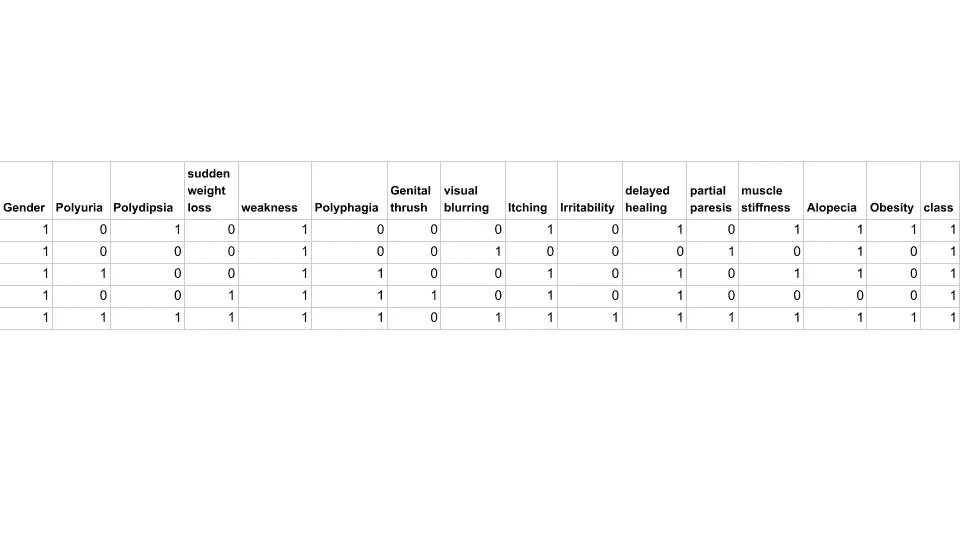 Gender Polyuria Polydipsia sudden weight loss weakness Polyphagia Genital thrush visual blurring Itching Irritability delayed healing partial paresis muscle stiffness Alopecia Obesity class
1 0 1 0 1 0 0 0 1 0 1 0 1 1 1 1
1 0 0 0 1 0 0 1 0 0 0 1 0 1 0 1
1 1 0 0 1 1 0 0 1 0 1 0 1 1 0 1
1 0 0 1 1 1 1 0 1 0 1 0 0 0 0 1
1 1 1 1 1 1 0 1 1 1 1 1 1 1 1 1